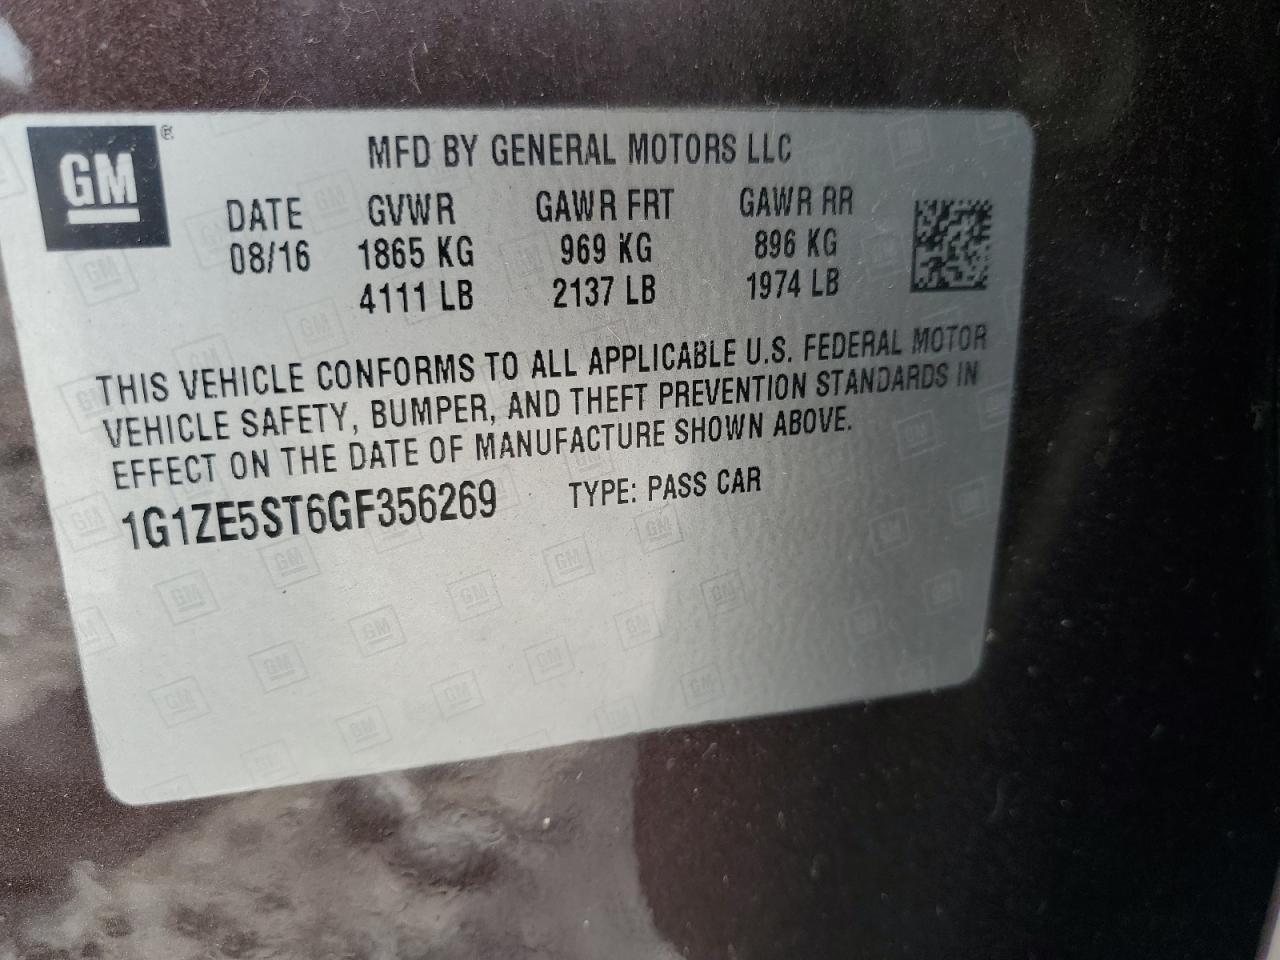 GM®
MFD BY GENERAL MOTORS LLC
DATE GVWR GAWR FRT GAWR RR
08/16 1865 KG 969 KG 896 KG
4111 LB 2137 LB 1974 LB
THIS VEHICLE CONFORMS TO ALL APPLICABLE U.S. FEDERAL MOTOR
VEHICLE SAFETY, BUMPER, AND THEFT PREVENTION STANDARDS IN
EFFECT ON THE DATE OF MANUFACTURE SHOWN ABOVE.
1G1ZE5ST6GF356269 TYPE: PASS CAR